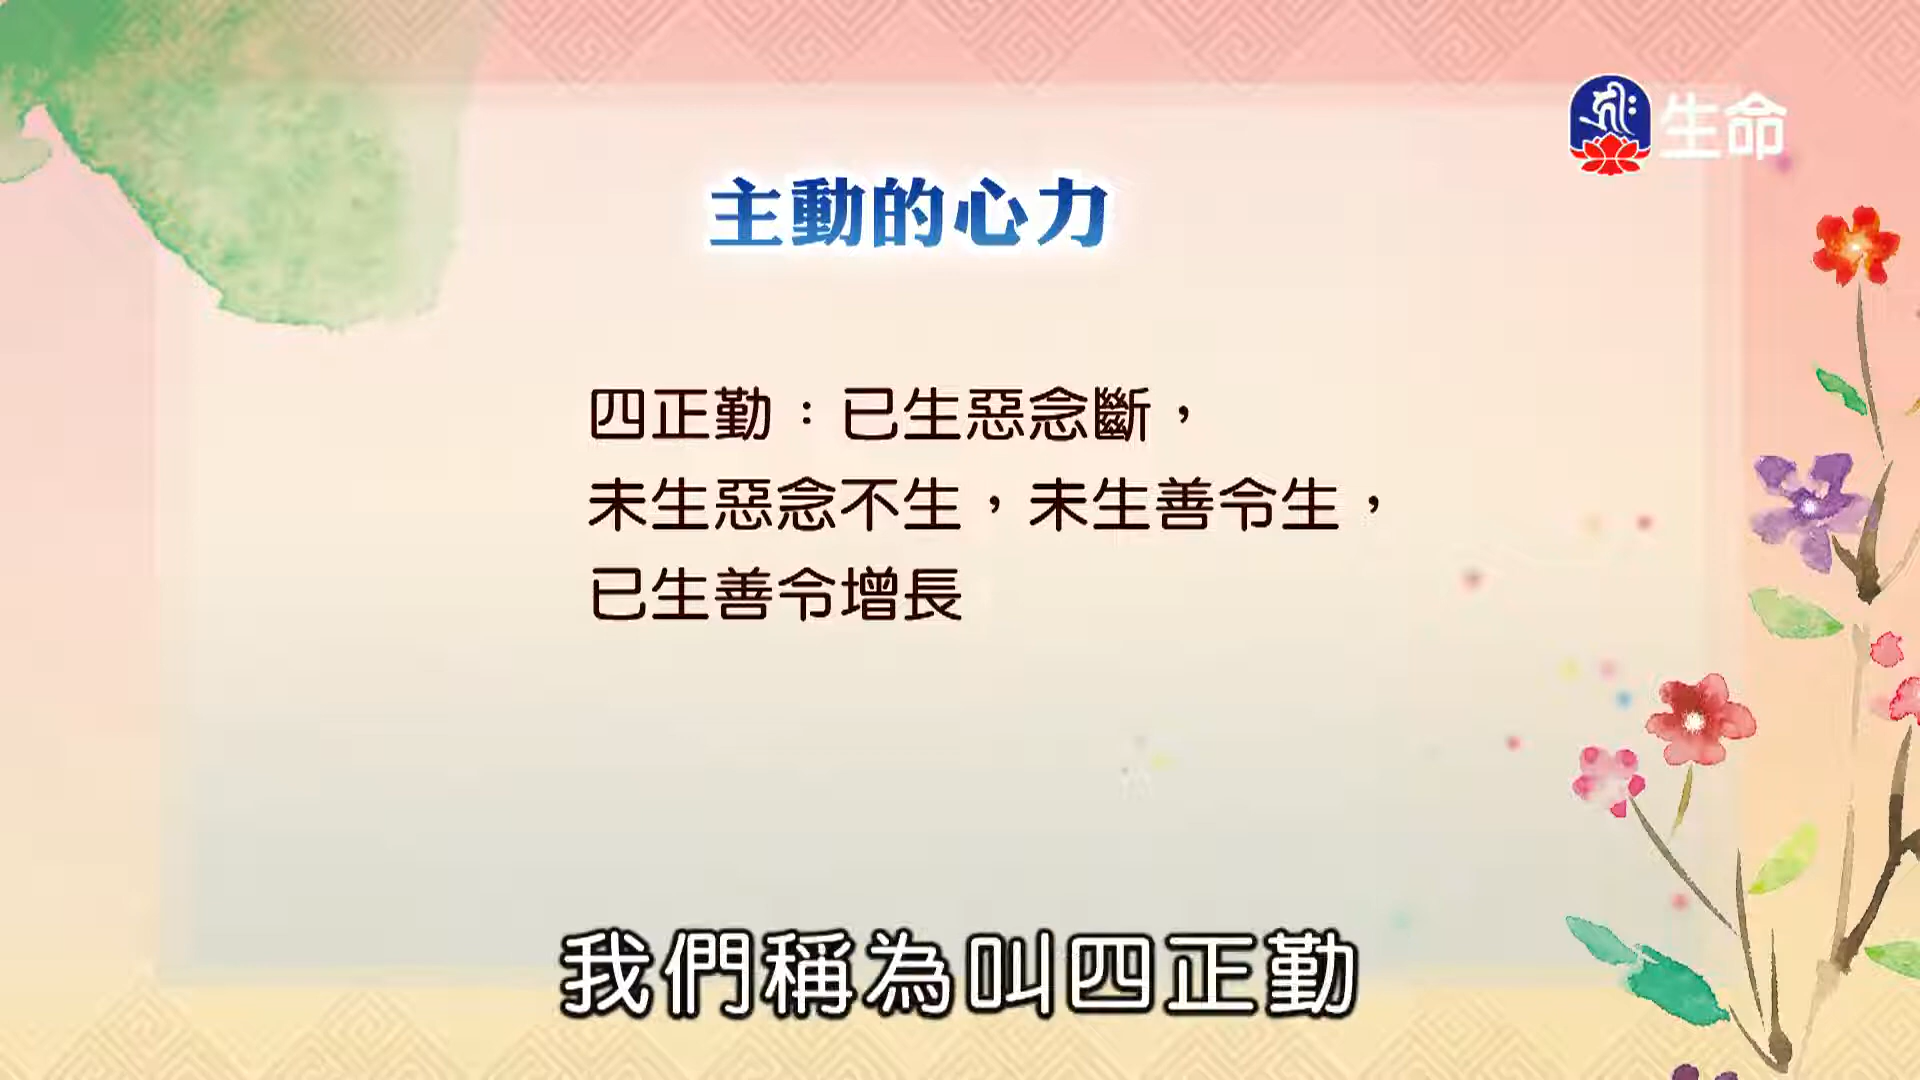 生命
主動的心力
四正勤：已生惡念斷，
未生惡念不生，未生善令生，
已生善令增長
我們稱為叫四正勤